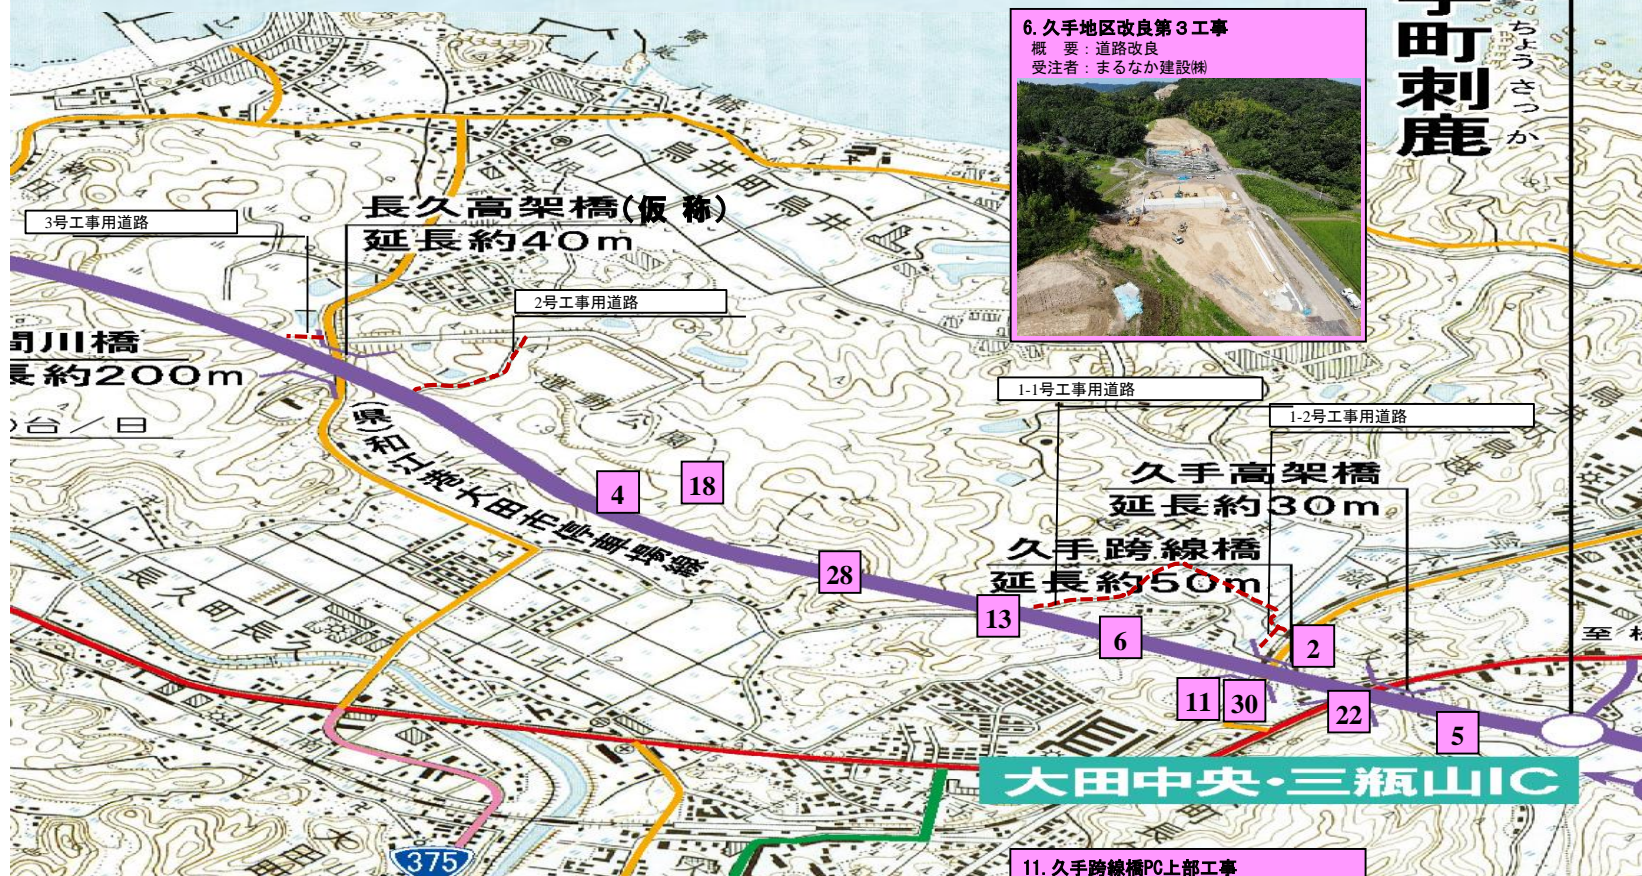 6. 久手地区改良第３工事
概　要：道路改良
受注者：まるなか建設㈱
町刺鹿
ちょうさつか
鳥井町鳥井
3号工事用道路
長久高架橋(仮 称)
延長約40m
2号工事用道路
川橋
長約200m
台／日
1-1号工事用道路
1-2号工事用道路
(県)和江港大田市停車場線
運動公園
久手高架橋
延長約30m
久手跨線橋
延長約50m
4
18
28
13
6
2
11
30
22
5
長久町長久
至
大田中央・三瓶山IC
375
11. 久手跨線橋PC上部工事